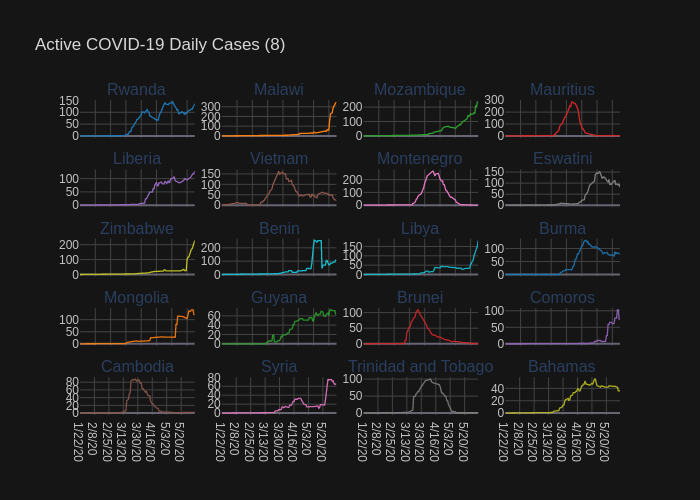 Active COVID-19 Daily Cases (8)
Rwanda Malawi Mozambique Mauritius
150 100 50 0 300 200 100 0 200 100 0 300 200 100 0
Liberia Vietnam Montenegro Eswatini
100 50 0 150 100 50 0 200 100 0 150 100 50 0
Zimbabwe Benin Libya Burma
200 100 0 200 100 0 150 100 50 0 100 50 0
Mongolia Guyana Brunei Comoros
100 50 0 60 40 20 0 100 50 0 100 50 0
Cambodia Syria Trinidad and Tobago Bahamas
80 60 40 20 0 80 60 40 20 0 100 50 0 40 20 0
1/22/20 2/8/20 2/25/20 3/13/20 3/30/20 4/16/20 5/3/20 5/20/20 1/22/20 2/8/20 2/25/20 3/13/20 3/30/20 4/16/20 5/3/20 5/20/20 1/22/20 2/8/20 2/25/20 3/13/20 3/30/20 4/16/20 5/3/20 5/20/20 1/22/20 2/8/20 2/25/20 3/13/20 3/30/20 4/16/20 5/3/20 5/20/20